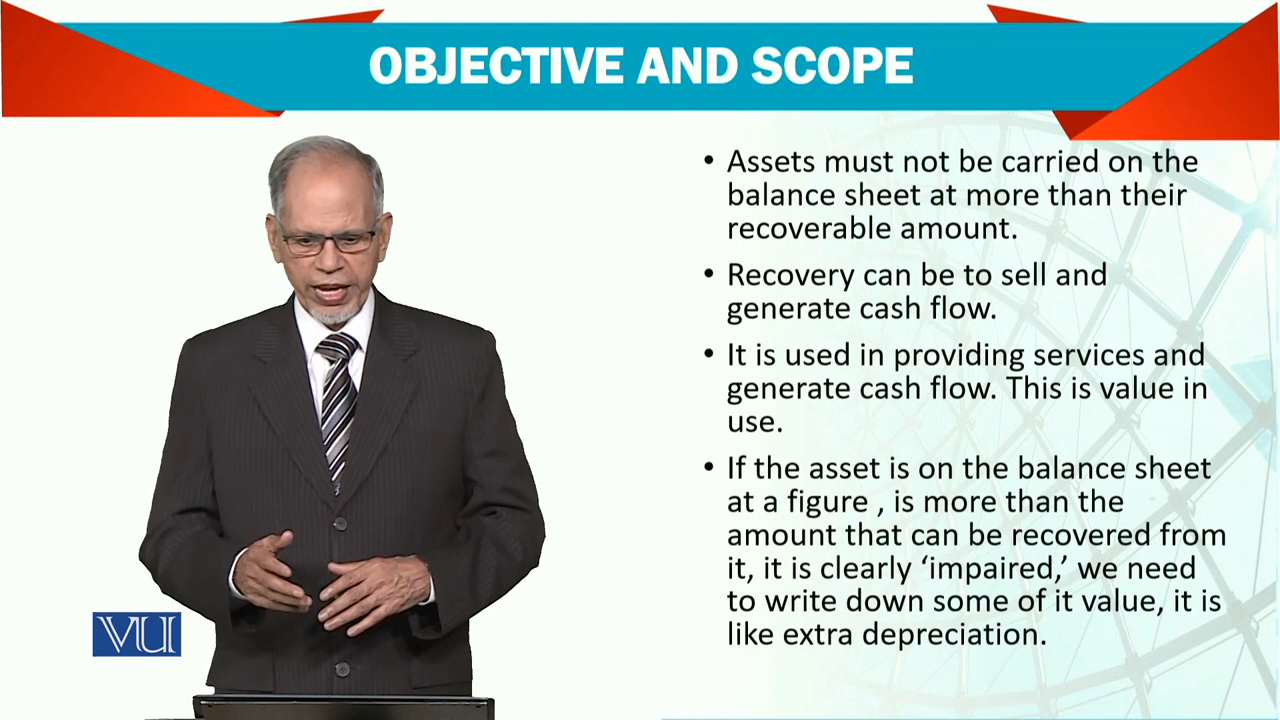 OBJECTIVE AND SCOPE
• Assets must not be carried on the
balance sheet at more than their
recoverable amount.
• Recovery can be to sell and
generate cash flow.
• It is used in providing services and
generate cash flow. This is value in
use.
• If the asset is on the balance sheet
at a figure , is more than the
amount that can be recovered from
it, it is clearly ‘impaired,’ we need
to write down some of it value, it is
like extra depreciation.
VU